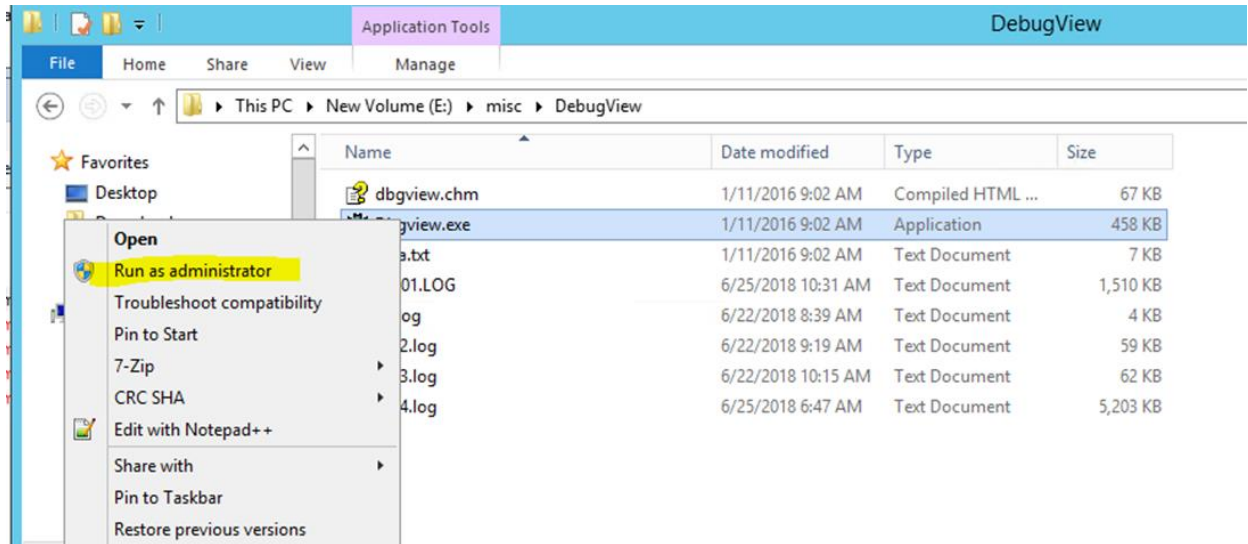 DebugView
Application Tools
File Home Share View Manage
This PC New Volume (E:) misc DebugView
Name Date modified Type Size
Favorites
Desktop
dbgview.chm 1/11/2016 9:02 AM Compiled HTML ... 67 KB
gview.exe 1/11/2016 9:02 AM Application 458 KB
a.txt 1/11/2016 9:02 AM Text Document 7 KB
01.LOG 6/25/2018 10:31 AM Text Document 1,510 KB
og 6/22/2018 8:39 AM Text Document 4 KB
2.log 6/22/2018 9:19 AM Text Document 59 KB
3.log 6/22/2018 10:15 AM Text Document 62 KB
4.log 6/25/2018 6:47 AM Text Document 5,203 KB
Open
Run as administrator
Troubleshoot compatibility
Pin to Start
7-Zip
CRC SHA
Edit with Notepad++
Share with
Pin to Taskbar
Restore previous versions